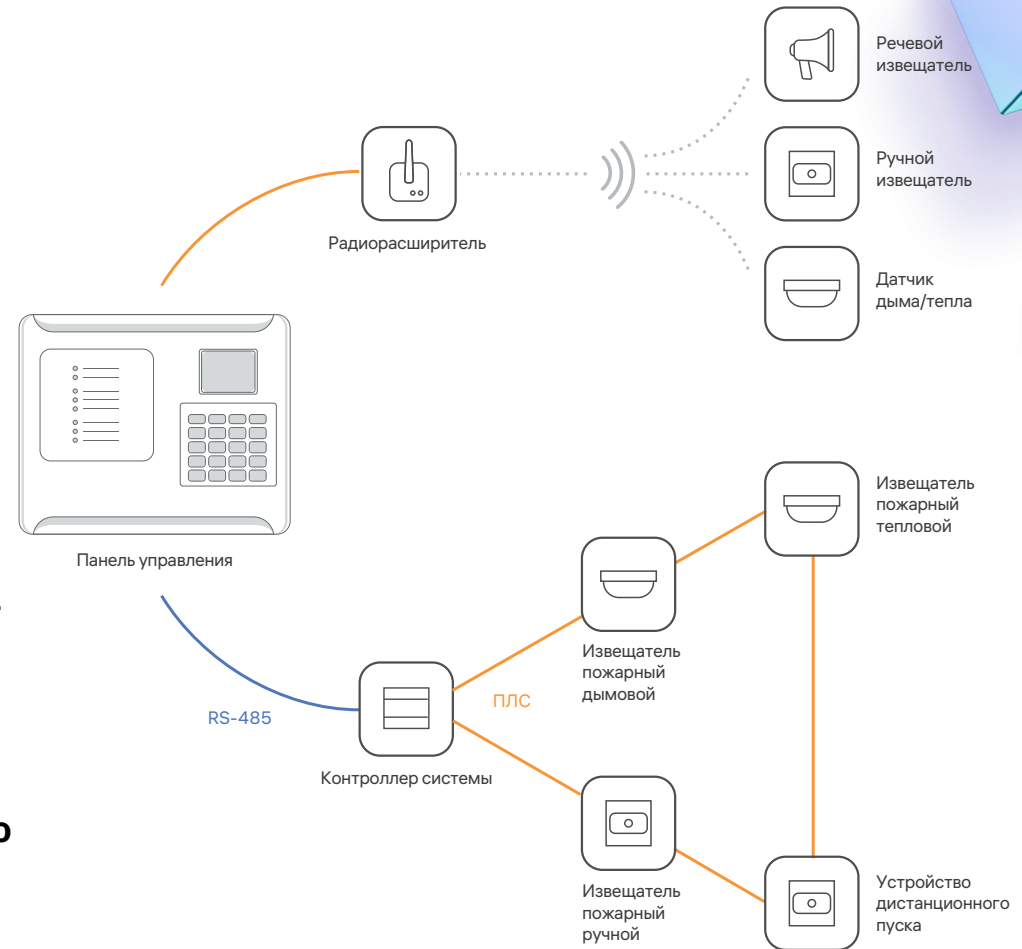 Речевой
извещатель
Ручной
извещатель
Радиорасширитель
Датчик
дыма/тепла
Извещатель
пожарный
тепловой
Панель управления
Извещатель
пожарный
дымовой
ПЛС
RS-485
Контроллер системы
Извещатель
пожарный
ручной
Устройство
дистанционного
пуска